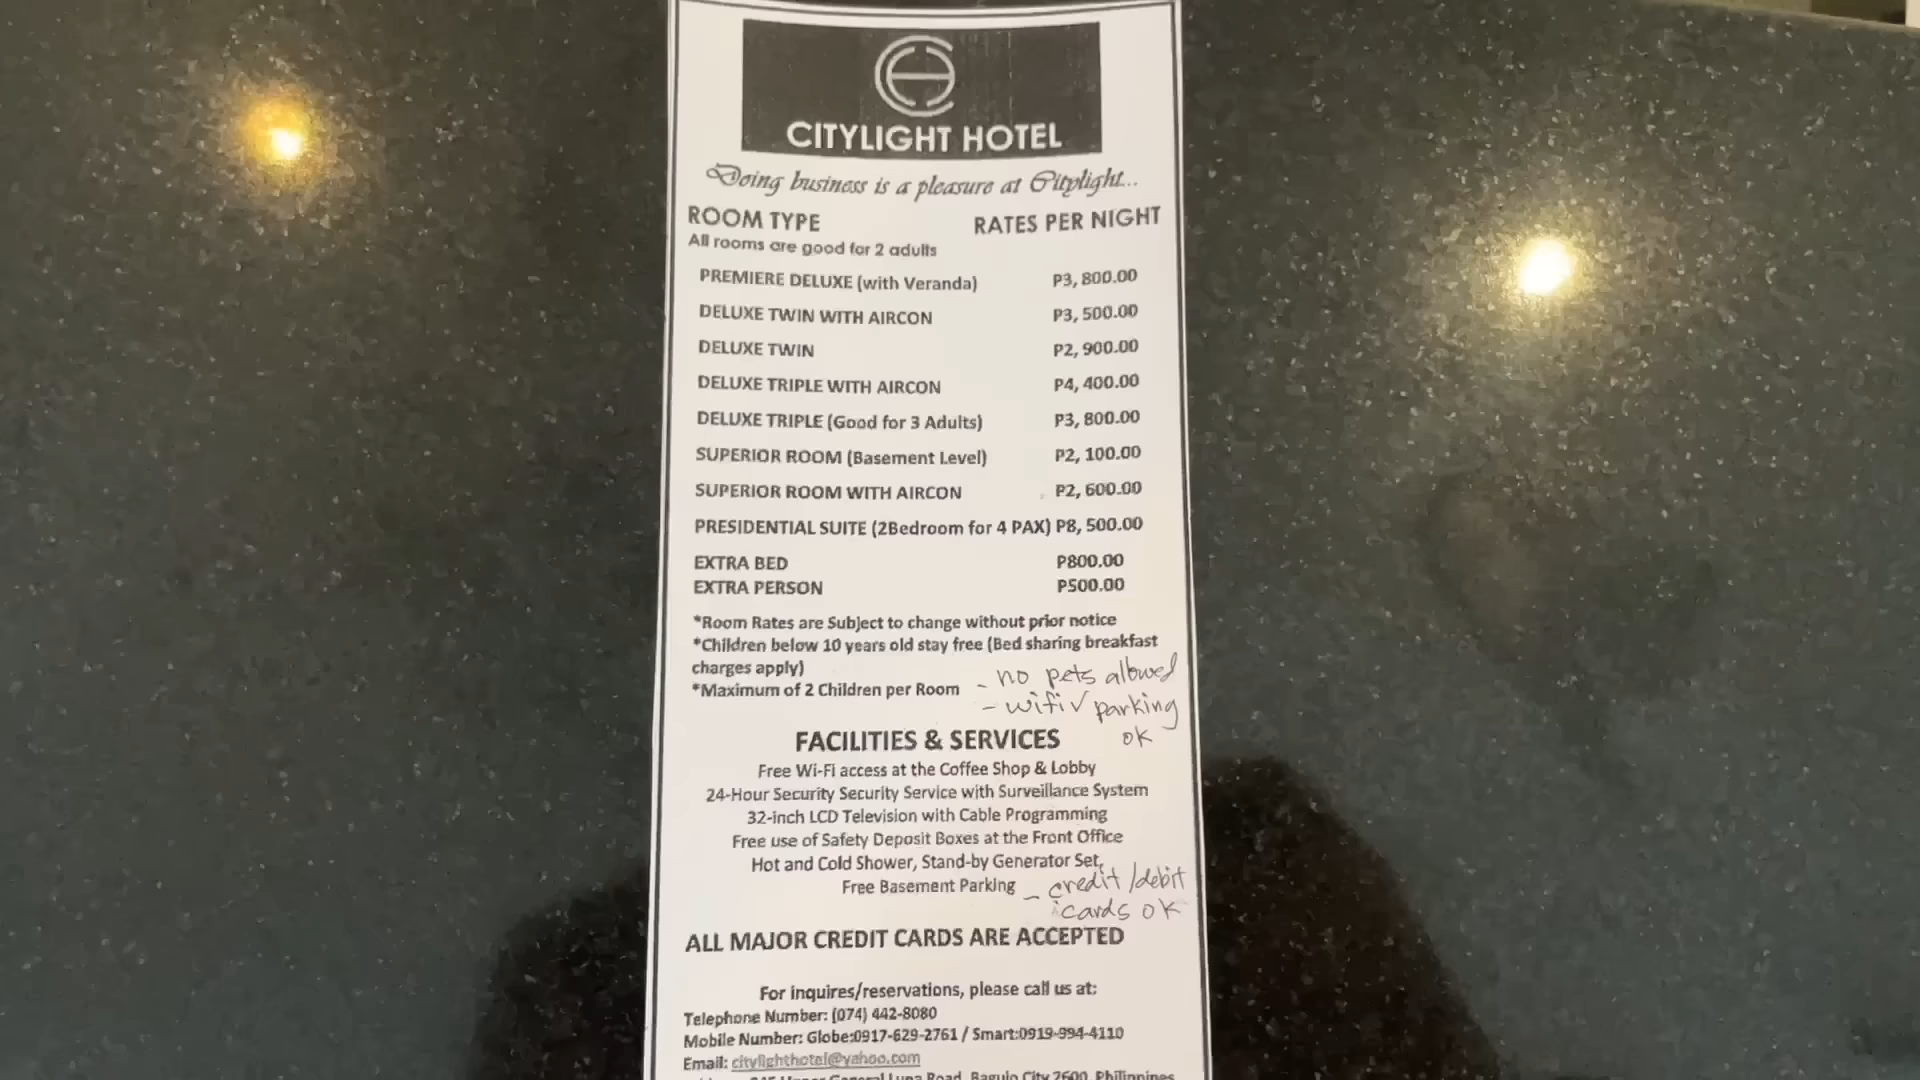 CITYLIGHT HOTEL
Doing business is a pleasure at Citylight...
ROOM TYPE RATES PER NIGHT
All rooms are good for 2 adults
PREMIERE DELUXE (with Veranda) P3, 800.00
DELUXE TWIN WITH AIRCON P3, 500.00
DELUXE TWIN P2, 900.00
DELUXE TRIPLE WITH AIRCON P4, 400.00
DELUXE TRIPLE (Good for 3 Adults) P3, 800.00
SUPERIOR ROOM (Basement Level) P2, 100.00
SUPERIOR ROOM WITH AIRCON P2, 600.00
PRESIDENTIAL SUITE (2Bedroom for 4 PAX) P8, 500.00
EXTRA BED P800.00
EXTRA PERSON P500.00
*Room Rates are Subject to change without prior notice
*Children below 10 years old stay free (Bed sharing breakfast
charges apply)
*Maximum of 2 Children per Room
- no pets allowed
- wifi ✓ parking
ok
FACILITIES & SERVICES
Free Wi-Fi access at the Coffee Shop & Lobby
24-Hour Security Security Service with Surveillance System
32-inch LCD Television with Cable Programming
Free use of Safety Deposit Boxes at the Front Office
Hot and Cold Shower, Stand-by Generator Set,
Free Basement Parking
- credit/debit
cards ok
ALL MAJOR CREDIT CARDS ARE ACCEPTED
For inquires/reservations, please call us at:
Telephone Number: (074) 442-8080
Mobile Number: Globe:0917-629-2761 / Smart:0919-994-4110
Email: citylighthotel@yahoo.com
Upper General Luna Road, Baguio City 2600, Philippines